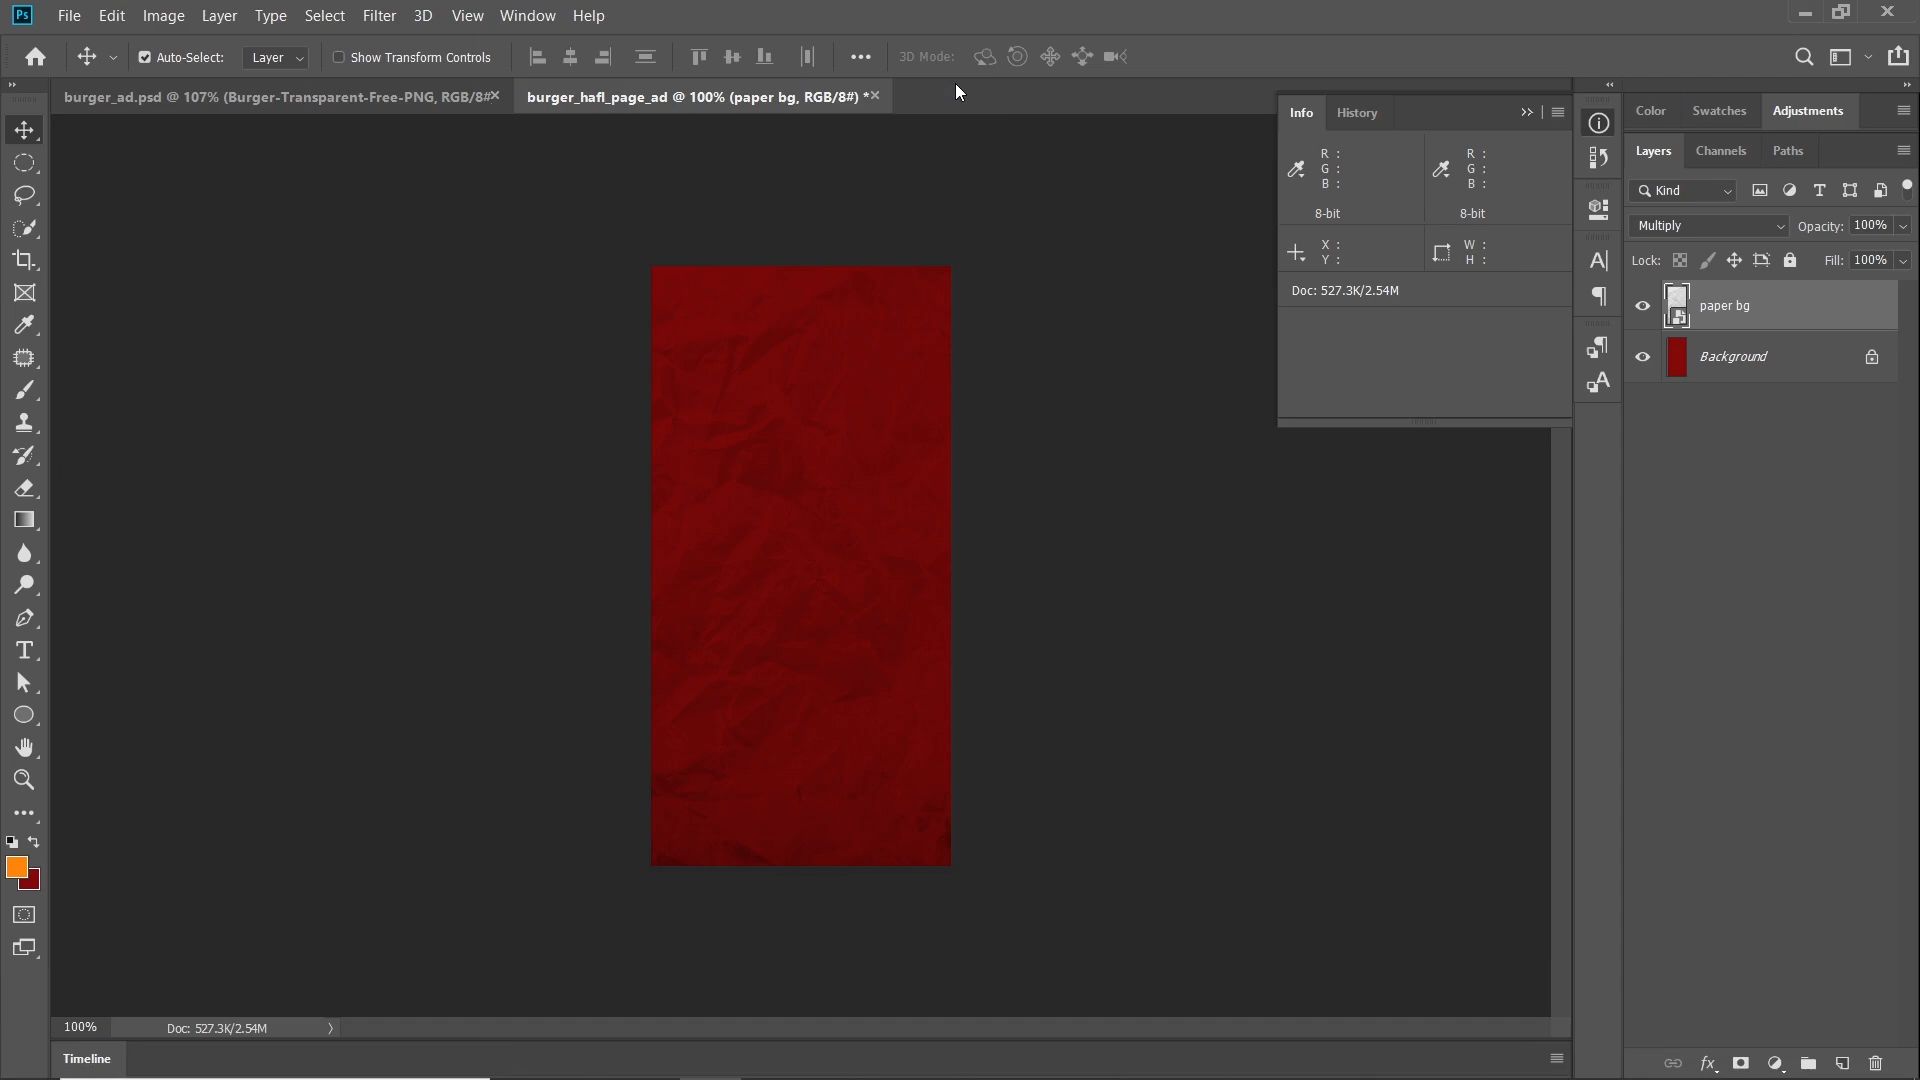 Ps File Edit Image Layer Type Select Filter 3D View Window Help
Auto-Select: Layer Show Transform Controls 3D Mode:
burger_ad.psd @ 107% (Burger-Transparent-Free-PNG, RGB/8# burger_hafl_page_ad @ 100% (paper bg, RGB/8#) *
Info History
R :
G :
B :
8-bit
R :
G :
B :
8-bit
X :
Y :
W :
H :
Doc: 527.3K/2.54M
Color Swatches Adjustments
Layers Channels Paths
Kind
Multiply Opacity: 100%
Lock: Fill: 100%
paper bg
Background
100% Doc: 527.3K/2.54M
Timeline